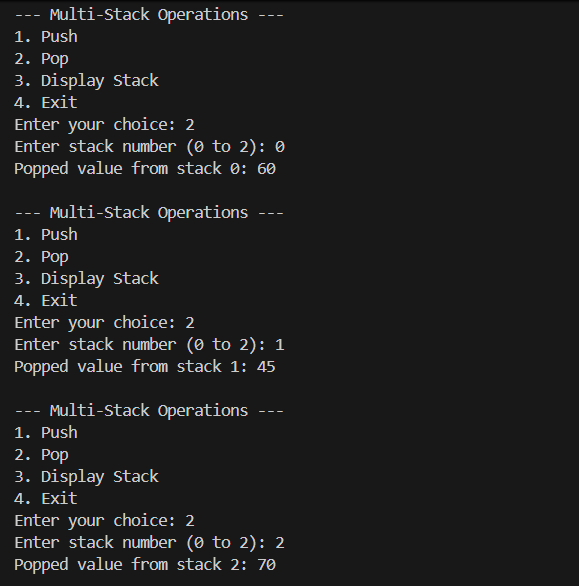 --- Multi-Stack Operations ---
1. Push
2. Pop
3. Display Stack
4. Exit
Enter your choice: 2
Enter stack number (0 to 2): 0
Popped value from stack 0: 60
--- Multi-Stack Operations ---
1. Push
2. Pop
3. Display Stack
4. Exit
Enter your choice: 2
Enter stack number (0 to 2): 1
Popped value from stack 1: 45
--- Multi-Stack Operations ---
1. Push
2. Pop
3. Display Stack
4. Exit
Enter your choice: 2
Enter stack number (0 to 2): 2
Popped value from stack 2: 70